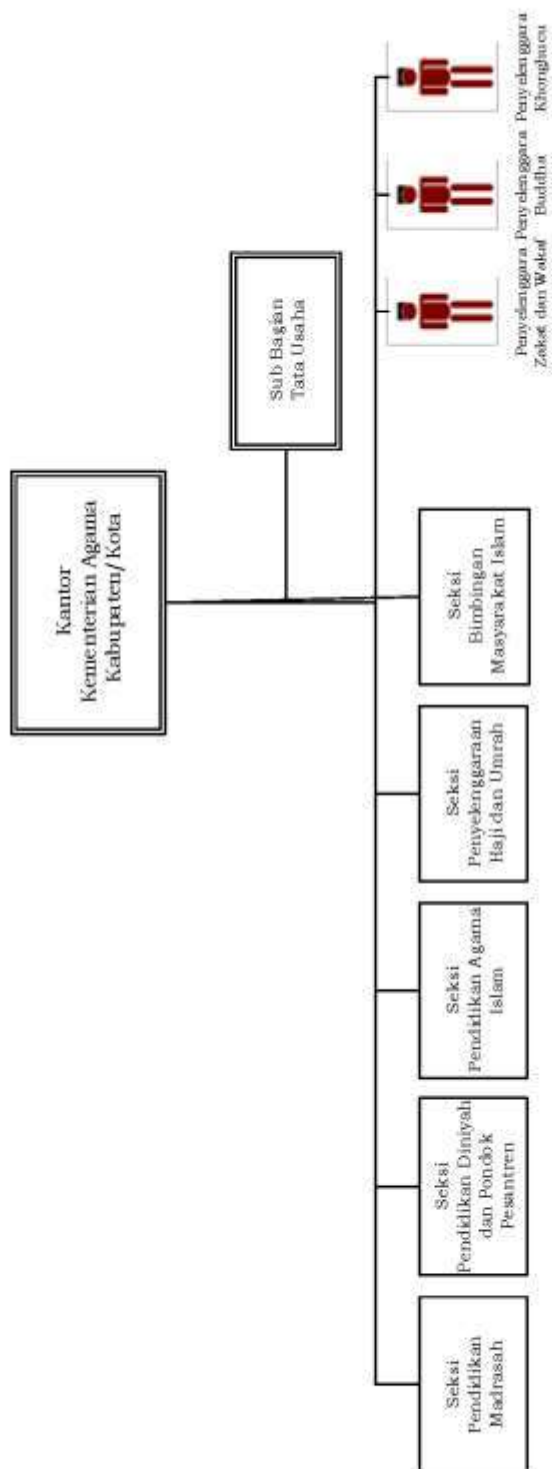 Kantor
Kementerian Agama
Kabupaten/Kota
Sub Bagian
Tata Usaha
Seksi
Pendidikan
Madrasah
Seksi
Pendidikan Diniyah
dan Pondok
Pesantren
Seksi
Pendidikan Agama
Islam
Seksi
Penyelenggaraan
Haji dan Umrah
Seksi
Bimbingan
Masyarakat Islam
Penyelenggara
Zakat dan Wakaf
Penyelenggara
Buddha
Penyelenggara
Khonghucu